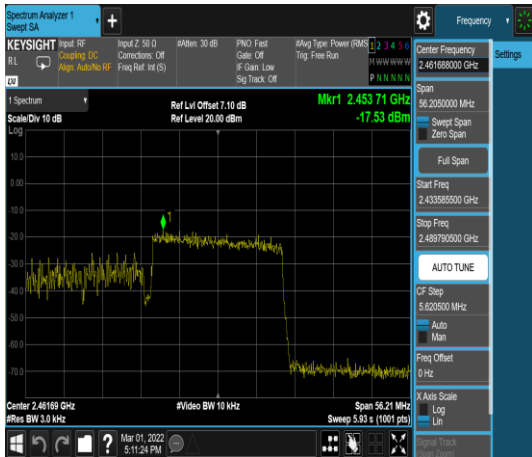 Spectrum Analyzer 1
Swept SA
Frequency
KEYSIGHT
RL
LXI
Input: RF
Coupling: DC
Align: Auto/No RF
Input Z: 50 Ω
Corrections: Off
Freq Ref: Int (S)
#Atten: 30 dB
PNO: Fast
Gate: Off
IF Gain: Low
Sig Track: Off
#Avg Type: Power (RMS
Trig: Free Run
1 2 3 4 5 6
M W W W W W
P N N N N N
1 Spectrum
Scale/Div 10 dB
Ref Lvl Offset 7.10 dB
Ref Level 20.00 dBm
Mkr1 2.453 71 GHz
-17.53 dBm
Log
10.0
0.00
-10.0
-20.0
-30.0
-40.0
-50.0
-60.0
-70.0
1
Center 2.46169 GHz
#Res BW 3.0 kHz
#Video BW 10 kHz
Span 56.21 MHz
Sweep 5.93 s (1001 pts)
Mar 01, 2022
5:11:24 PM
Center Frequency
2.461688000 GHz
Span
56.2050000 MHz
Swept Span
Zero Span
Full Span
Start Freq
2.433585500 GHz
Stop Freq
2.489790500 GHz
AUTO TUNE
CF Step
5.620500 MHz
Auto
Man
Freq Offset
0 Hz
X Axis Scale
Log
Lin
Signal Track
(Span Zoom)
Settings